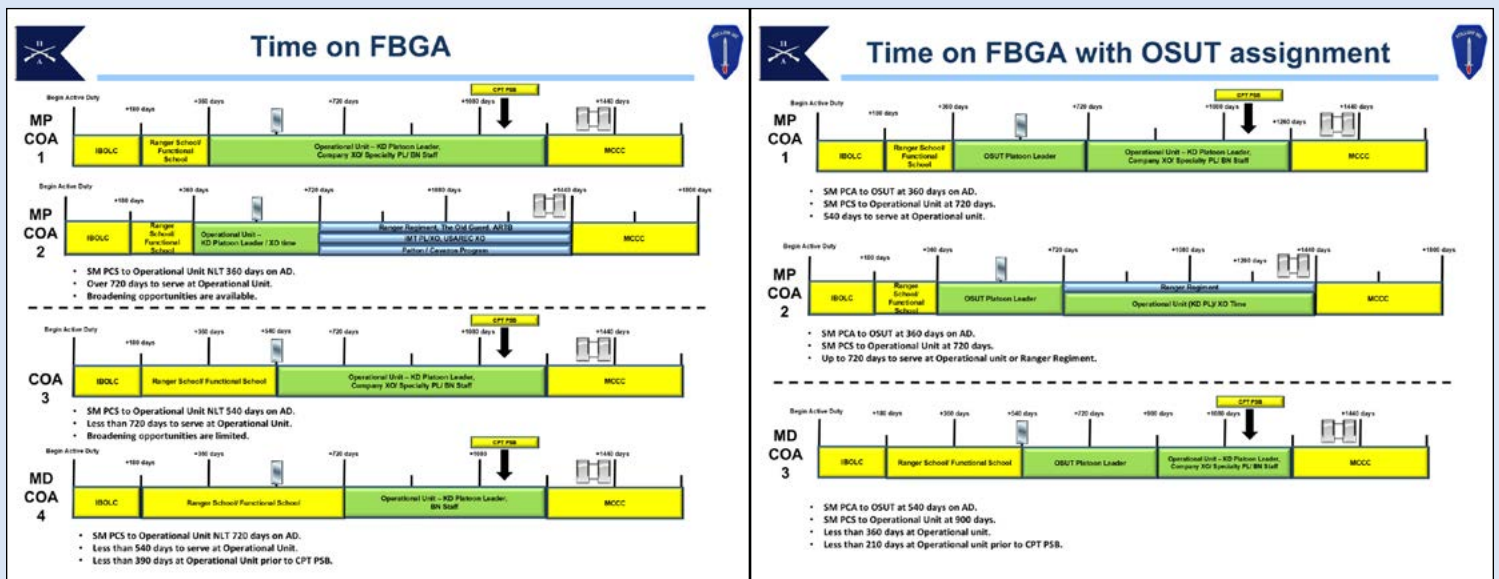 Time on FBGA
Begin Active Duty
+180 days
+360 days
+720 days
+1080 days
CPT PSB
+1440 days
MP
COA
1
IBOLC
Ranger School/
Functional
School
Operational Unit – KD Platoon Leader,
Company XO/ Specialty PL/ BN Staff
MCCC
Begin Active Duty
+180 days
+360 days
+720 days
+1080 days
+1440 days
+1800 days
MP
COA
2
IBOLC
Ranger
School/
Functional
School
Operational Unit –
KD Platoon Leader / XO time
Ranger Regiment, The Old Guard, ARTB
IMT PL/XO, USAREC XO
MCCC
• SM PCS to Operational Unit NLT 360 days on AD.
• Over 720 days to serve at Operational Unit.
• Broadening opportunities are available.
Begin Active Duty
+180 days
+360 days
+540 days
+720 days
+1080 days
CPT PSB
+1440 days
COA
3
IBOLC
Ranger School/ Functional School
Operational Unit – KD Platoon Leader,
Company XO/ Specialty PL/ BN Staff
MCCC
• SM PCS to Operational Unit NLT 540 days on AD.
• Less than 720 days to serve at Operational Unit.
• Broadening opportunities are limited.
Begin Active Duty
+180 days
+360 days
+720 days
+1080
CPT PSB
+1440 days
MD
COA
4
IBOLC
Ranger School/ Functional School
Operational Unit – KD Platoon Leader,
BN Staff
MCCC
• SM PCS to Operational Unit NLT 720 days on AD.
• Less than 540 days to serve at Operational Unit.
• Less than 390 days at Operational Unit prior to CPT PSB.
Time on FBGA with OSUT assignment
Begin Active Duty
+180 days
+360 days
+720 days
+1080 days
CPT PSB
+1260 days
+1440 days
MP
COA
1
IBOLC
Ranger School/
Functional
School
OSUT Platoon Leader
Operational Unit – KD Platoon Leader,
Company XO/ Specialty PL/ BN Staff
MCCC
• SM PCA to OSUT at 360 days on AD.
• SM PCS to Operational Unit at 720 days.
• 540 days to serve at Operational unit.
Begin Active Duty
+180 days
+360 days
+720 days
+1080 days
+1260 days
+1440 days
+1800 days
MP
COA
2
IBOLC
Ranger
School/
Functional
School
OSUT Platoon Leader
Ranger Regiment
Operational Unit (KD PL)/ XO Time
MCCC
• SM PCA to OSUT at 360 days on AD.
• SM PCS to Operational Unit at 720 days.
• Up to 720 days to serve at Operational unit or Ranger Regiment.
Begin Active Duty
+180 days
+360 days
+540 days
+720 days
+900 days
+1080 days
CPT PSB
+1440 days
MD
COA
3
IBOLC
Ranger School/ Functional School
OSUT Platoon Leader
Operational Unit – KD Platoon Leader,
Company XO/ Specialty PL/ BN Staff
MCCC
• SM PCA to OSUT at 540 days on AD.
• SM PCS to Operational Unit at 900 days.
• Less than 360 days at Operational unit.
• Less than 210 days at Operational unit prior to CPT PSB.